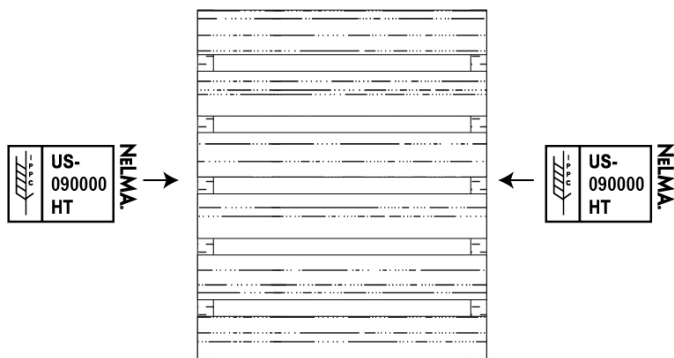 IPPC
US-
090000
HT
NELMA.
IPPC
US-
090000
HT
NELMA.